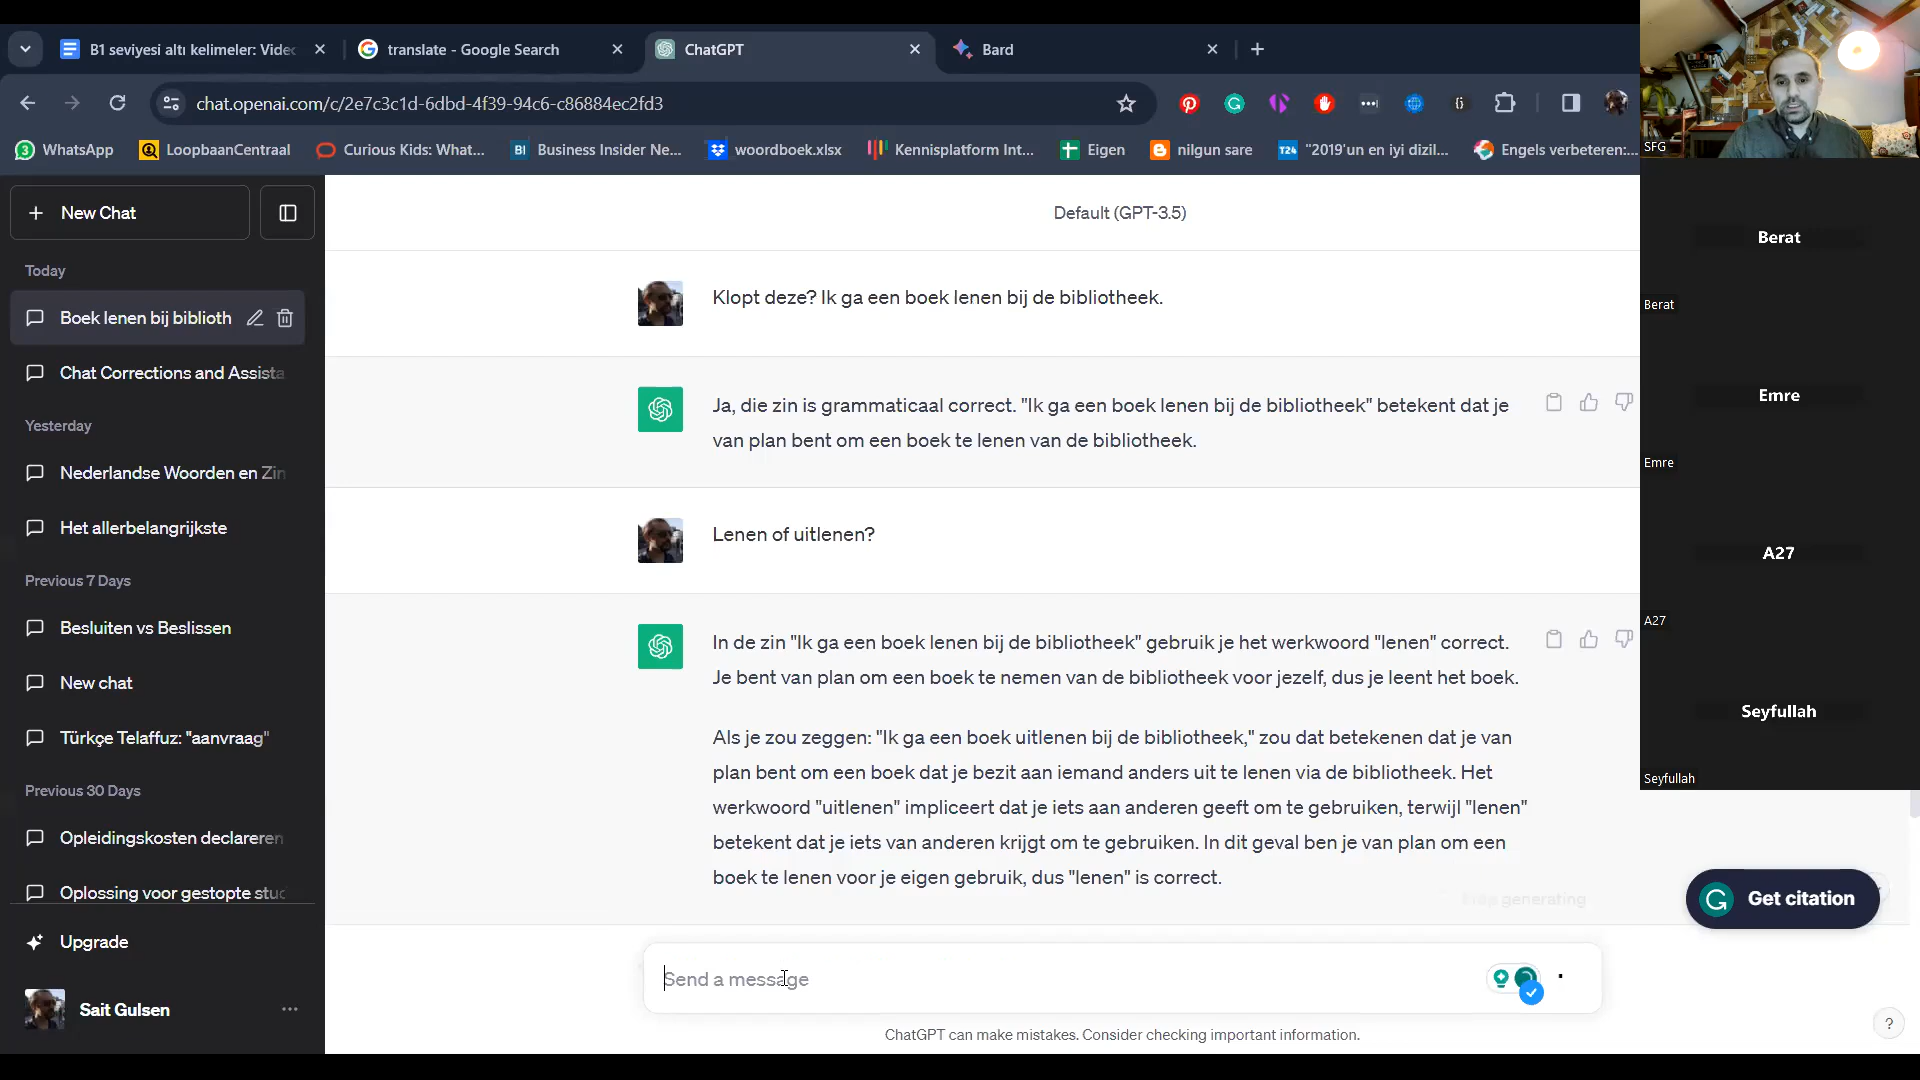 B1 seviyesi altı kelimeler: Videc
translate - Google Search
ChatGPT
Bard
chat.openai.com/c/2e7c3c1d-6dbd-4f39-94c6-c86884ec2fd3
WhatsApp
LoopbaanCentraal
Curious Kids: What...
BI Business Insider Ne...
woordboek.xlsx
Kennisplatform Int...
Eigen
nilgun sare
T24 "2019'un en iyi dizil...
Engels verbeteren:...
SFG
New Chat
Default (GPT-3.5)
Today
Boek lenen bij biblioth
Chat Corrections and Assista
Yesterday
Nederlandse Woorden en Zin
Het allerbelangrijkste
Previous 7 Days
Besluiten vs Beslissen
New chat
Türkçe Telaffuz: "aanvraag"
Previous 30 Days
Opleidingskosten declareren
Oplossing voor gestopte stud
Upgrade
Sait Gulsen
Klopt deze? Ik ga een boek lenen bij de bibliotheek.
Ja, die zin is grammaticaal correct. "Ik ga een boek lenen bij de bibliotheek" betekent dat je
van plan bent om een boek te lenen van de bibliotheek.
Lenen of uitlenen?
In de zin "Ik ga een boek lenen bij de bibliotheek" gebruik je het werkwoord "lenen" correct.
Je bent van plan om een boek te nemen van de bibliotheek voor jezelf, dus je leent het boek.
Als je zou zeggen: "Ik ga een boek uitlenen bij de bibliotheek," zou dat betekenen dat je van
plan bent om een boek dat je bezit aan iemand anders uit te lenen via de bibliotheek. Het
werkwoord "uitlenen" impliceert dat je iets aan anderen geeft om te gebruiken, terwijl "lenen"
betekent dat je iets van anderen krijgt om te gebruiken. In dit geval ben je van plan om een
boek te lenen voor je eigen gebruik, dus "lenen" is correct.
generating
Get citation
Send a message
ChatGPT can make mistakes. Consider checking important information.
?
Berat
Berat
Emre
Emre
A27
A27
Seyfullah
Seyfullah